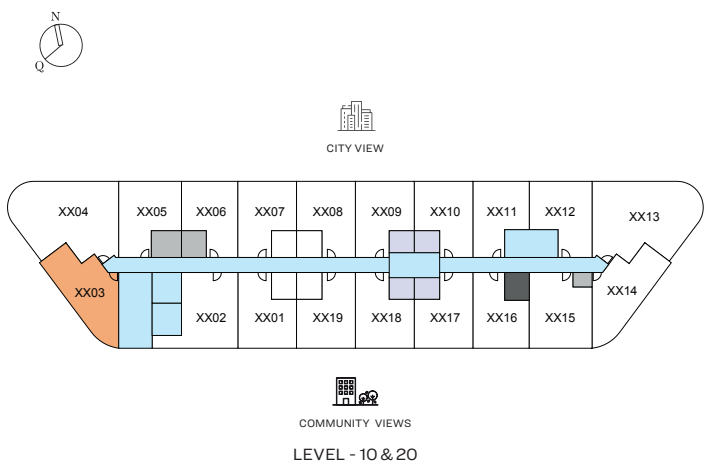 N
Q
CITY VIEW
XX04 XX05 XX06 XX07 XX08 XX09 XX10 XX11 XX12 XX13
XX03 XX14
XX02 XX01 XX19 XX18 XX17 XX16 XX15
COMMUNITY VIEWS
LEVEL - 10 & 20